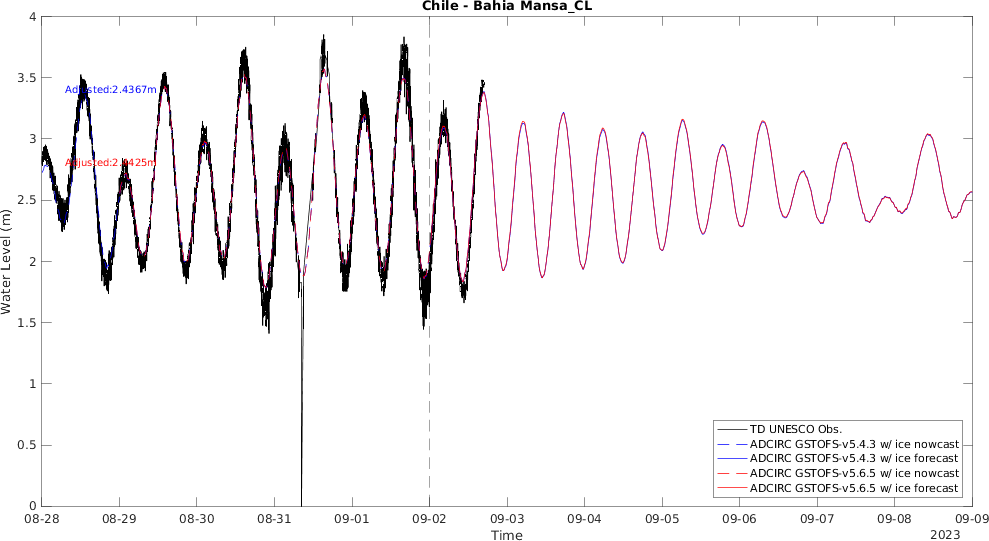 Chile - Bahia Mansa_CL
4
3.5
3
2.5
2
1.5
1
0.5
0
Water Level (m)
Adjusted:2.4367m
TD UNESCO Obs.
ADCIRC GSTOFS-v5.4.3 w/ ice nowcast
ADCIRC GSTOFS-v5.4.3 w/ ice forecast
ADCIRC GSTOFS-v5.6.5 w/ ice nowcast
ADCIRC GSTOFS-v5.6.5 w/ ice forecast
08-28 08-29 08-30 08-31 09-01 09-02 09-03 09-04 09-05 09-06 09-07 09-08 09-09
Time
2023